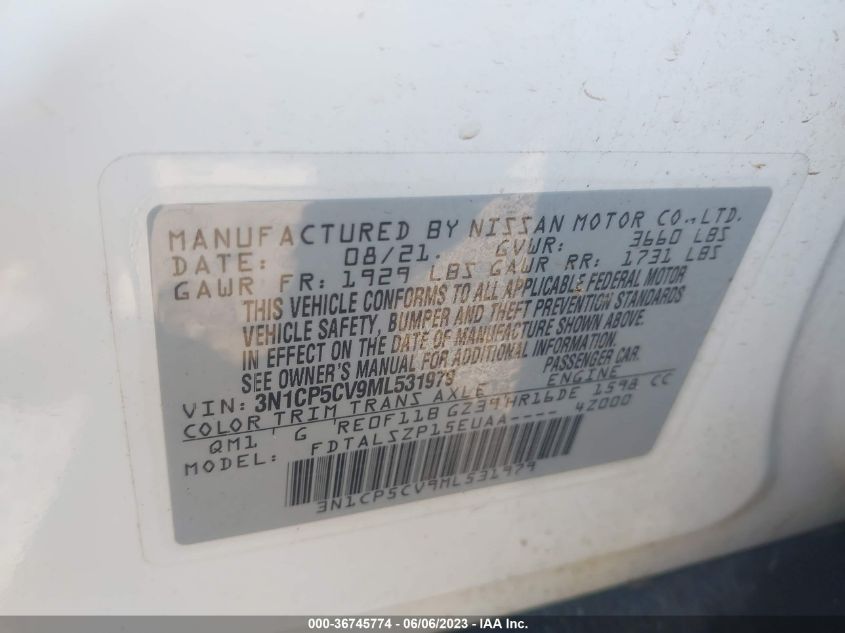 MANUFACTURED BY NISSAN MOTOR CO.,LTD.
DATE: 08/21. GVWR: 3660 LBS
GAWR FR: 1929 LBS GAWR RR: 1731 LBS
THIS VEHICLE CONFORMS TO ALL APPLICABLE FEDERAL MOTOR
VEHICLE SAFETY, BUMPER AND THEFT PREVENTION STANDARDS
IN EFFECT ON THE DATE OF MANUFACTURE SHOWN ABOVE.
SEE OWNER'S MANUAL FOR ADDITIONAL INFORMATION.
VIN: 3N1CP5CV9ML531979 PASSENGER CAR.
COLOR TRIM TRANS AXLE ENGINE
QM1 G RE0F11B GZ39 HR16DE 1598 CC
MODEL: FDTALSZP15EUAA---- 4Z000
3N1CP5CV9ML531979
000-36745774 - 06/06/2023 - IAA Inc.